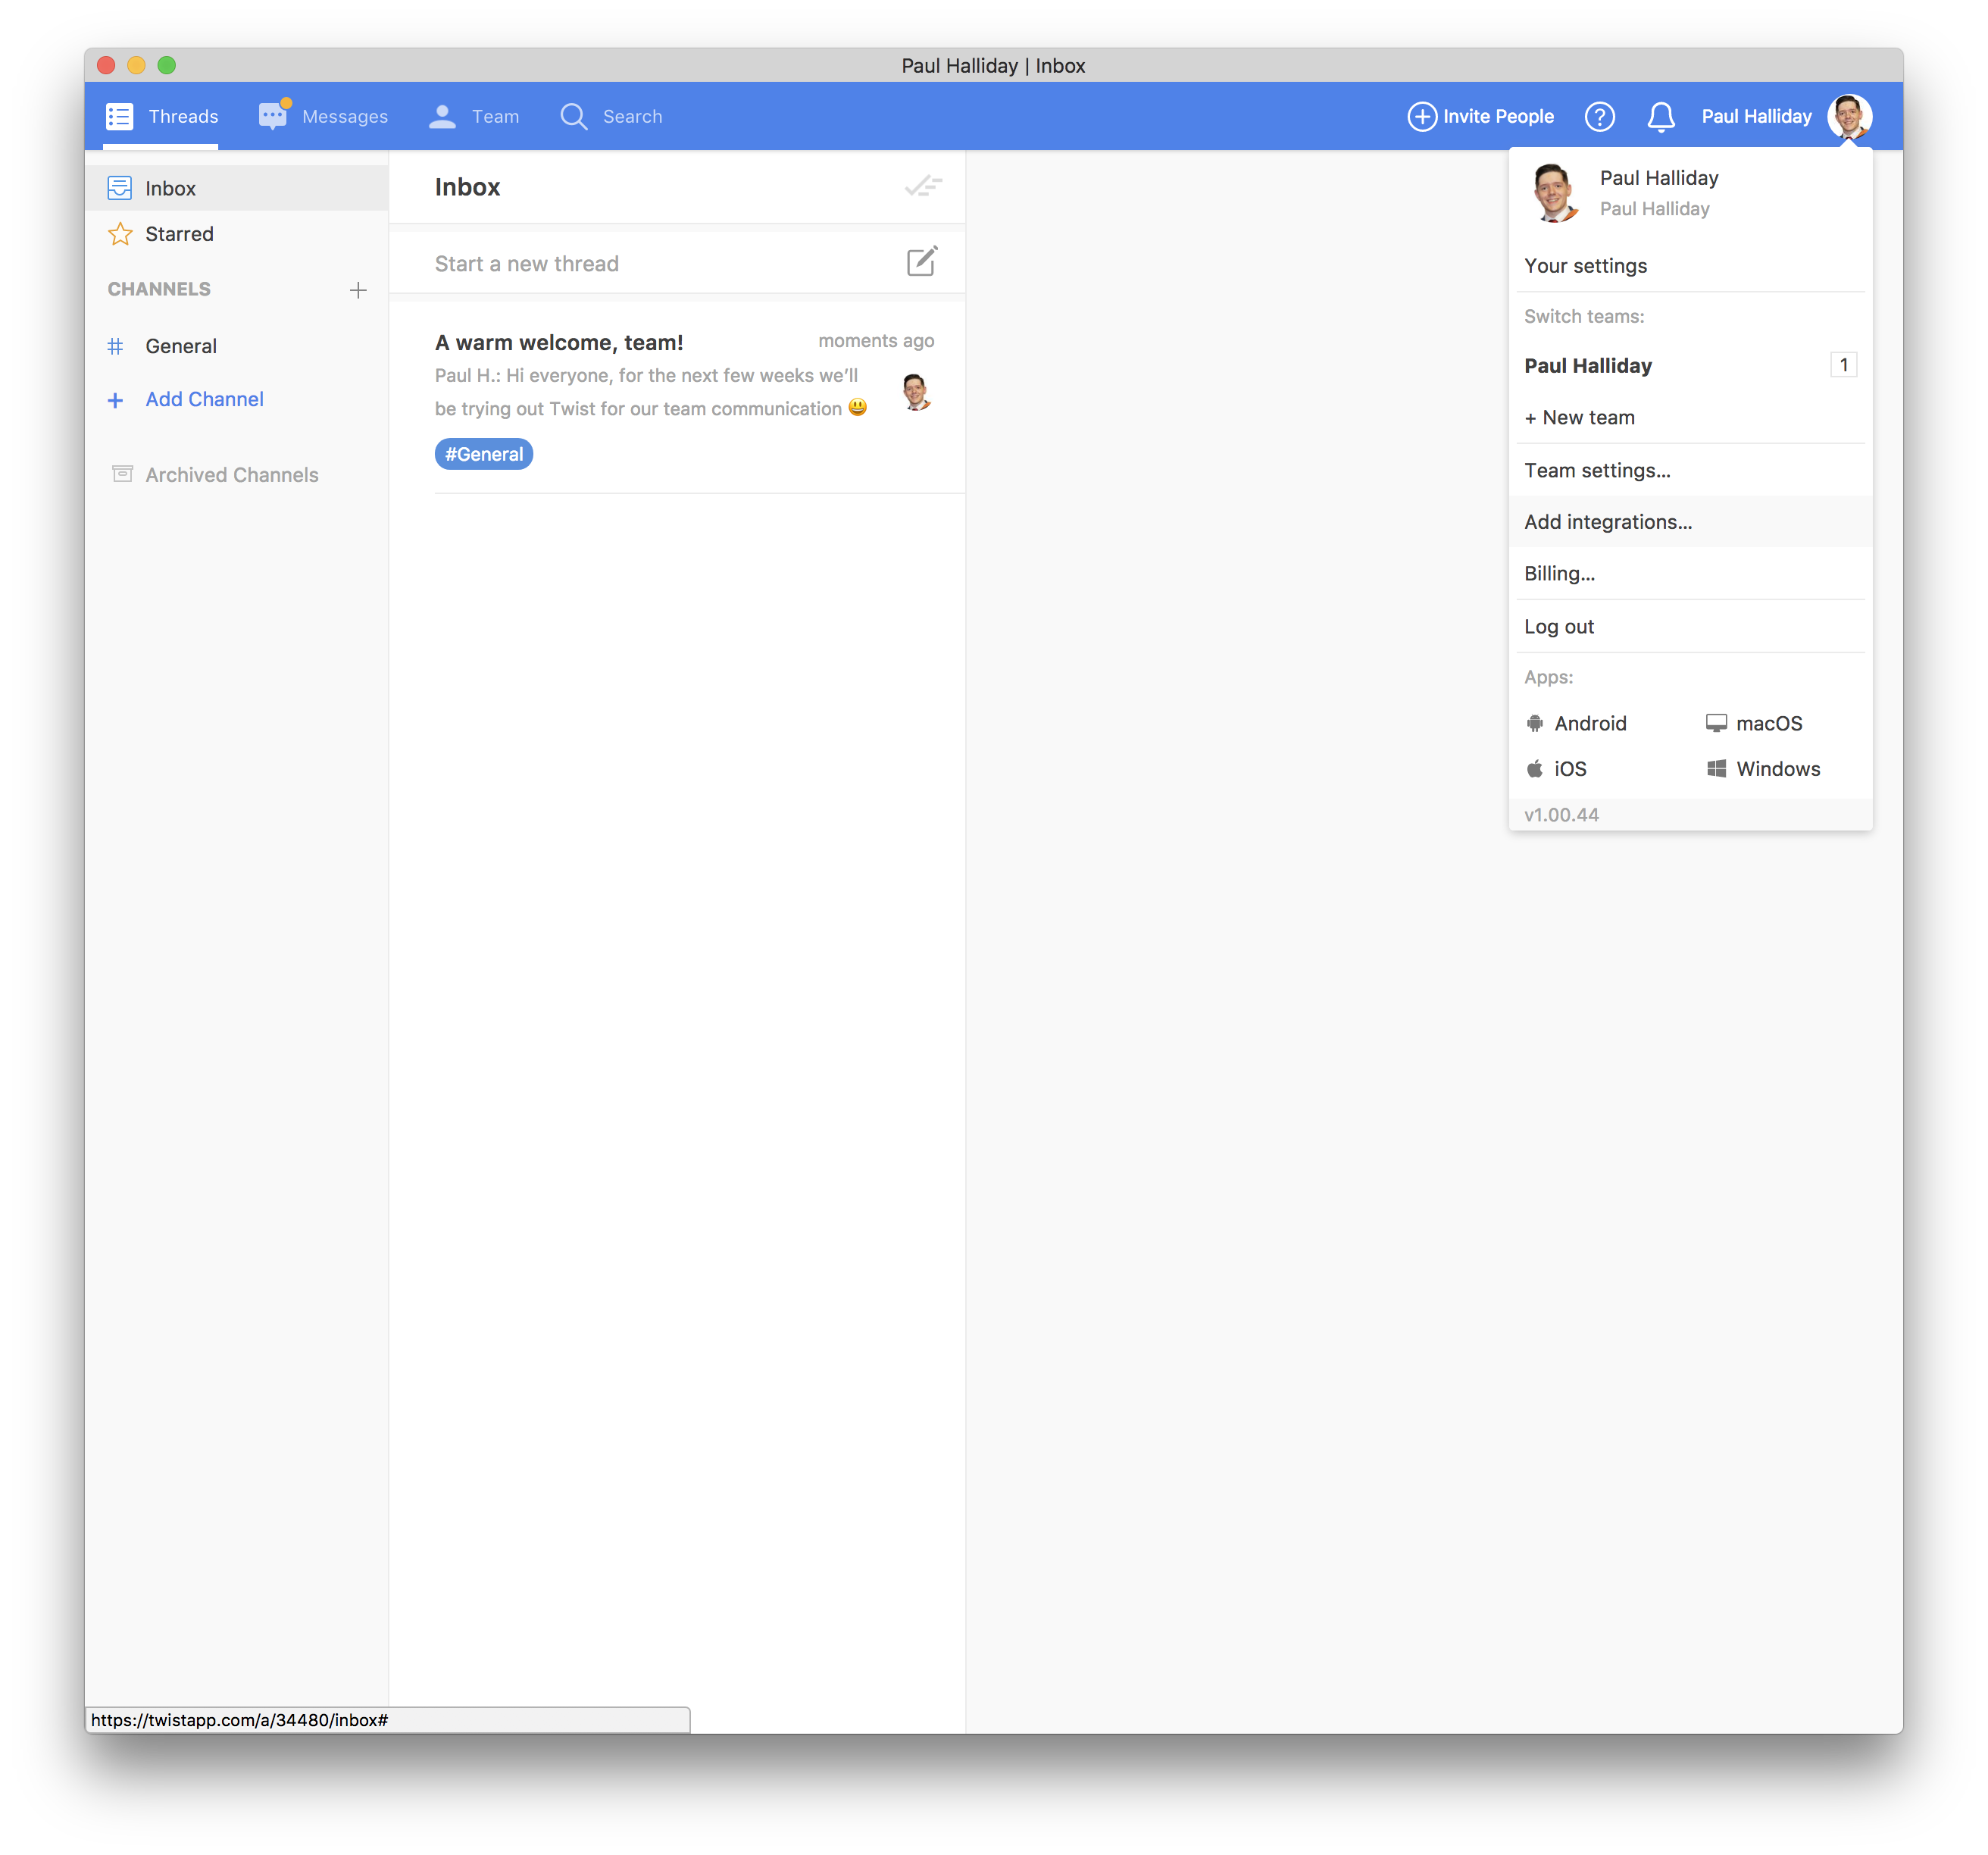 Paul Halliday | Inbox
Threads
Messages
Team
Search
Invite People
?
Paul Halliday
Inbox
Starred
CHANNELS
General
Add Channel
Archived Channels
Inbox
Start a new thread
A warm welcome, team!
moments ago
Paul H.: Hi everyone, for the next few weeks we’ll
be trying out Twist for our team communication 😃
#General
Paul Halliday
Paul Halliday
Your settings
Switch teams:
Paul Halliday
1
+ New team
Team settings...
Add integrations...
Billing...
Log out
Apps:
Android
macOS
iOS
Windows
v1.00.44
https://twistapp.com/a/34480/inbox#